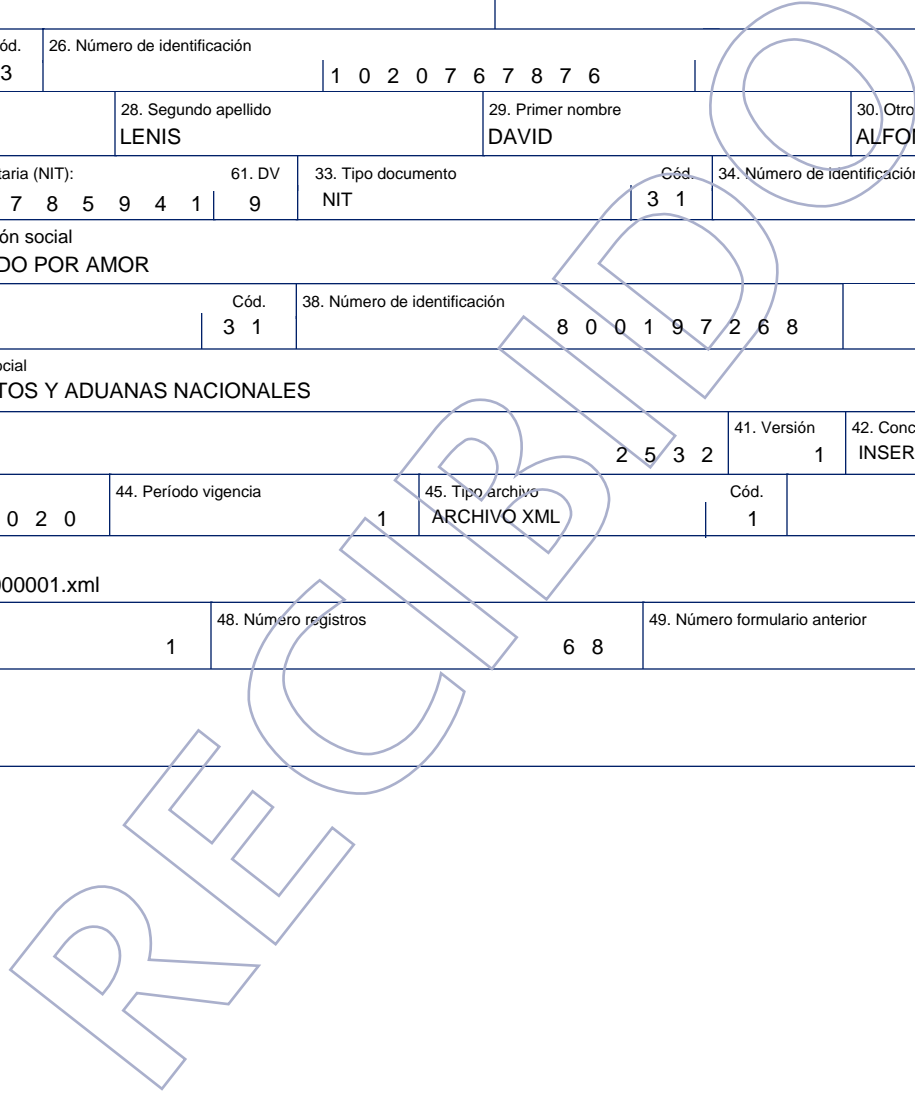 ód. 26. Número de identificación
3 1 0 2 0 7 6 7 8 7 6
28. Segundo apellido 29. Primer nombre 30. Otro
LENIS DAVID ALFON
taria (NIT): 61. DV 33. Tipo documento Cód. 34. Número de identificación
7 8 5 9 4 1 9 NIT 3 1
ón social
DO POR AMOR
Cód. 38. Número de identificación
3 1 8 0 0 1 9 7 2 6 8
ocial
TOS Y ADUANAS NACIONALES
41. Versión 42. Conc
2 5 3 2 1 INSER
44. Período vigencia 45. Tipo archivo Cód.
0 2 0 1 ARCHIVO XML 1
000001.xml
48. Número registros 49. Número formulario anterior
1 6 8
RECIBIDO